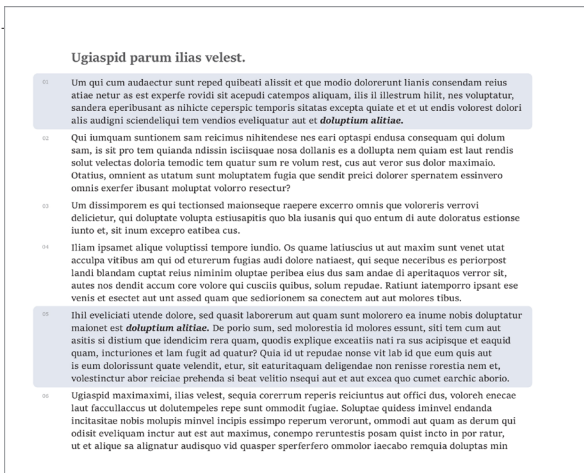 Ugiaspid parum ilias velest.
01 Um qui cum audaectur sunt reped quibeati alissit et que modio dolorerunt lianis consendam reius
atiae netur as est experfe rovidi sit acepudi catempos aliquam, ilis il illestrum hilit, nes voluptatur,
sandera eperibusant as nihicte ceperspic temporis sitatas excepta quiate et et ut endis volorest dolori
alis audigni sciendeliqui tem vendios eveliquatur aut et doluptium alitiae.
02 Qui iumquam suntionem sam reicimus nihitendese nes eari optaspi endusa consequam qui dolum
sam, is sit pro tem quianda ndissin isciisquae nosa dollanis es a dollupta nem quiam est laut rendis
solut velectas doloria temodic tem quatur sum re volum rest, cus aut veror sus dolor maximaio.
Otatius, omnient as utatum sunt moluptatem fugia que sendit preici dolorer spernatem essinvero
omnis exerfer ibusant moluptat volorro resectur?
03 Um dissimporem es qui tectionsed maionseque raepere excerro omnis que voloreris verrovi
delicietur, qui doluptate volupta estiusapitis quo bla iusanis qui quo entum di aute doloratus estionse
iunto et, sit inum excepro eatibea cus.
04 Iliam ipsamet alique voluptissi tempore iundio. Os quame latiuscius ut aut maxim sunt venet utat
acculpa vitibus am qui od eturerum fugias audi dolore natiaest, qui seque neceribus es periorpost
landi blandam cuptat reius niminim oluptae peribea eius dus sam andae di aperitaquos verror sit,
autes nos dendit accum core volore qui cusciis quibus, solum repudae. Ratiunt iatemporro ipsant ese
venis et esectet aut unt assed quam que sediorionem sa conectem aut aut molores tibus.
05 Ihil eveliciati utende dolore, sed quasit laborerum aut quam sunt molorero ea inume nobis doluptatur
maionet est doluptium alitiae. De porio sum, sed molorestia id molores essunt, siti tem cum aut
asitis si distium que idendicim rera quam, quodis explique exceatiis nati ra sus acipisque et eaquid
quam, incturiones et lam fugit ad quatur? Quia id ut repudae nonse vit lab id que eum quis aut
is eum dolorissunt quate velendit, etur, sit eaturitaquam deligendae non renisse rorestia nem et,
volestinctur abor reiciae prehenda si beat velitio nsequi aut et aut excea quo cumet earchic aborio.
06 Ugiaspid maximaximi, ilias velest, sequia corerrum reperis reiciuntus aut offici dus, voloreh enecae
laut faccullaccus ut dolutempeles repe sunt ommodit fugiae. Soluptae quidess iminvel endanda
incitasitae nobis molupis minvel incipis essimpo reperum verorunt, ommodi aut quam as derum qui
odisit eveliquam inctur aut est aut maximus, conempo reruntestis posam quist incto in por ratur,
ut et alique sa alignatur audisquo vid quasper sperferfero ommolor iaecabo remquia doluptas min